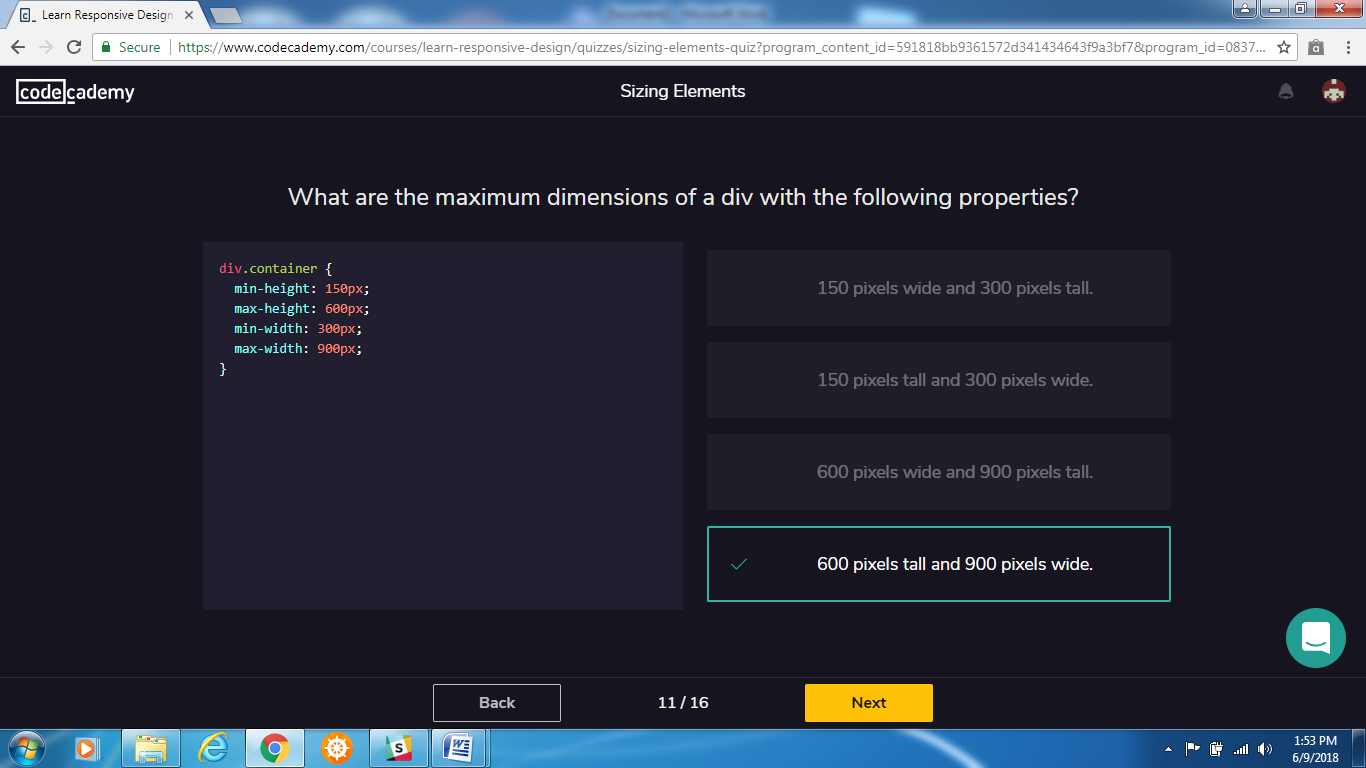 Learn Responsive Design
Secure
https://www.codecademy.com/courses/learn-responsive-design/quizzes/sizing-elements-quiz?program_content_id=591818bb9361572d341434643f9a3bf7&program_id=0837...
codecademy
Sizing Elements
What are the maximum dimensions of a div with the following properties?
div.container {
min-height: 150px;
max-height: 600px;
min-width: 300px;
max-width: 900px;
}
150 pixels wide and 300 pixels tall.
150 pixels tall and 300 pixels wide.
600 pixels wide and 900 pixels tall.
600 pixels tall and 900 pixels wide.
Back
11 / 16
Next
1:53 PM
6/9/2018